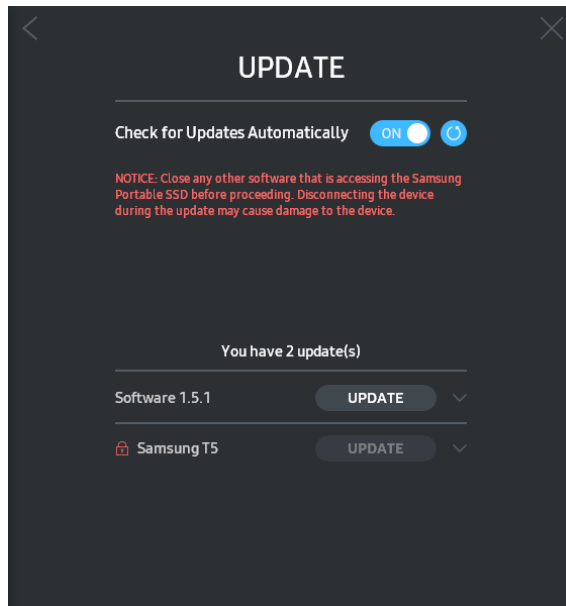 UPDATE
Check for Updates Automatically ON
NOTICE: Close any other software that is accessing the Samsung
Portable SSD before proceeding. Disconnecting the device
during the update may cause damage to the device.
You have 2 update(s)
Software 1.5.1 UPDATE
Samsung T5 UPDATE